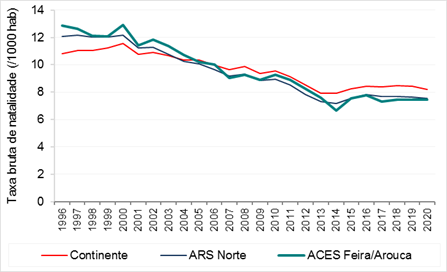 Taxa bruta de natalidade (/1000 hab)
14
12
10
8
6
4
2
0
1996 1997 1998 1999 2000 2001 2002 2003 2004 2005 2006 2007 2008 2009 2010 2011 2012 2013 2014 2015 2016 2017 2018 2019 2020
Continente ARS Norte ACES Feira/Arouca